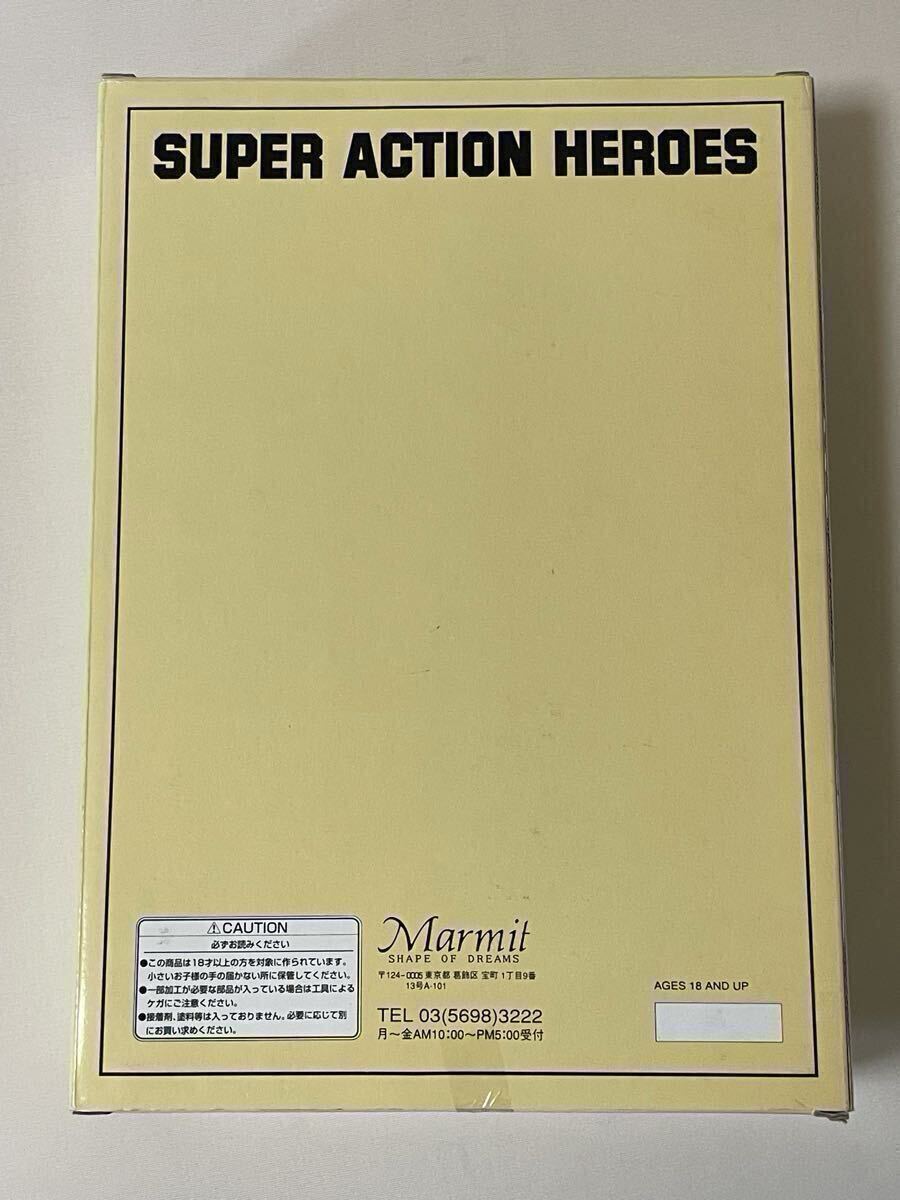 SUPER ACTION HEROES
⚠CAUTION
必ずお読みください
●この商品は18才以上の方を対象に作られています。
小さいお子様の手の届かない所に保管してください。
●一部加工が必要な部品が入っている場合は工具による
ケガにご注意ください。
●接着剤、塗料等は入っておりません。必要に応じて別
にお買い求めください。
Marmit
SHAPE OF DREAMS
〒124-0005 東京都 葛飾区 宝町 1丁目9番
13号A-101
TEL 03(5698)3222
月〜金AM10:00〜PM5:00受付
AGES 18 AND UP